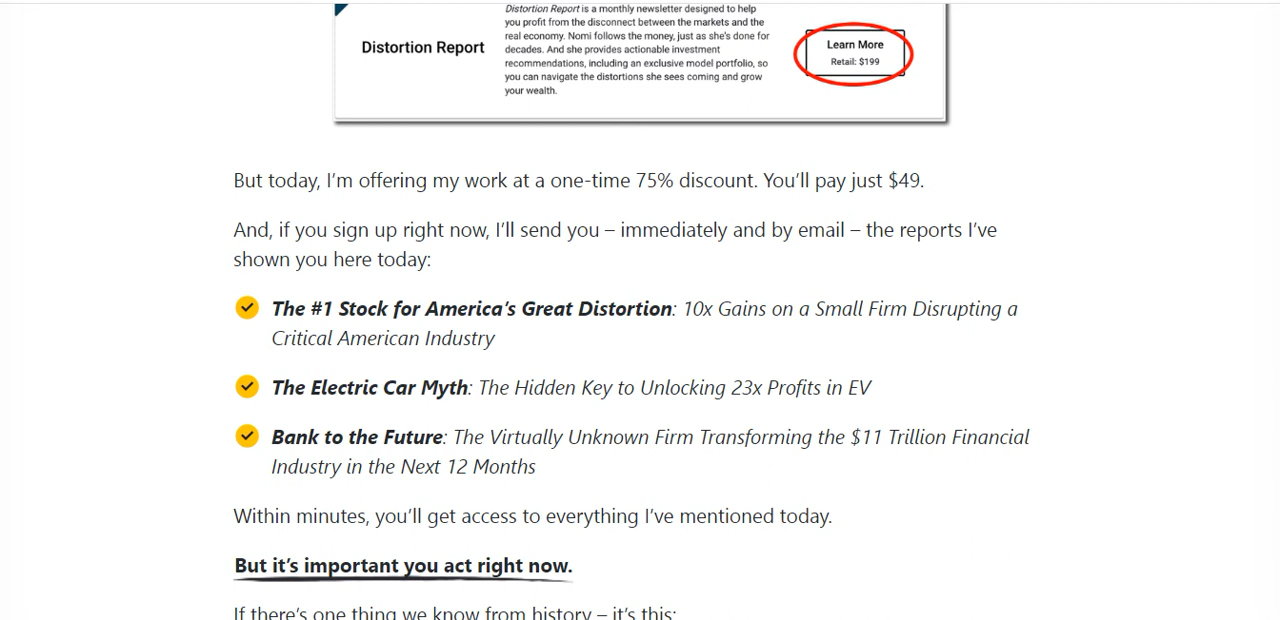 Distortion Report is a monthly newsletter designed to help
you profit from the disconnect between the markets and the
real economy. Nomi follows the money, just as she's done for
decades. And she provides actionable investment
recommendations, including an exclusive model portfolio, so
you can navigate the distortions she sees coming and grow
your wealth.
Distortion Report
Learn More
Retail: $199
But today, I’m offering my work at a one-time 75% discount. You’ll pay just $49.
And, if you sign up right now, I’ll send you – immediately and by email – the reports I’ve
shown you here today:
The #1 Stock for America’s Great Distortion: 10x Gains on a Small Firm Disrupting a
Critical American Industry
The Electric Car Myth: The Hidden Key to Unlocking 23x Profits in EV
Bank to the Future: The Virtually Unknown Firm Transforming the $11 Trillion Financial
Industry in the Next 12 Months
Within minutes, you’ll get access to everything I’ve mentioned today.
But it’s important you act right now.
If there’s one thing we know from history – it’s this: